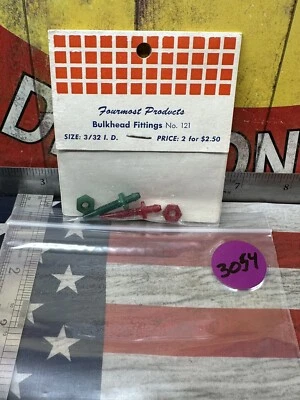 Fourmost Products
Bulkhead Fittings No. 121
SIZE: 3/32 I. D. PRICE: 2 for $2.50
3054